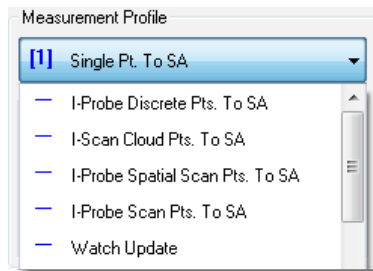 Measurement Profile
[1] Single Pt. To SA
I-Probe Discrete Pts. To SA
I-Scan Cloud Pts. To SA
I-Probe Spatial Scan Pts. To SA
I-Probe Scan Pts. To SA
Watch Update